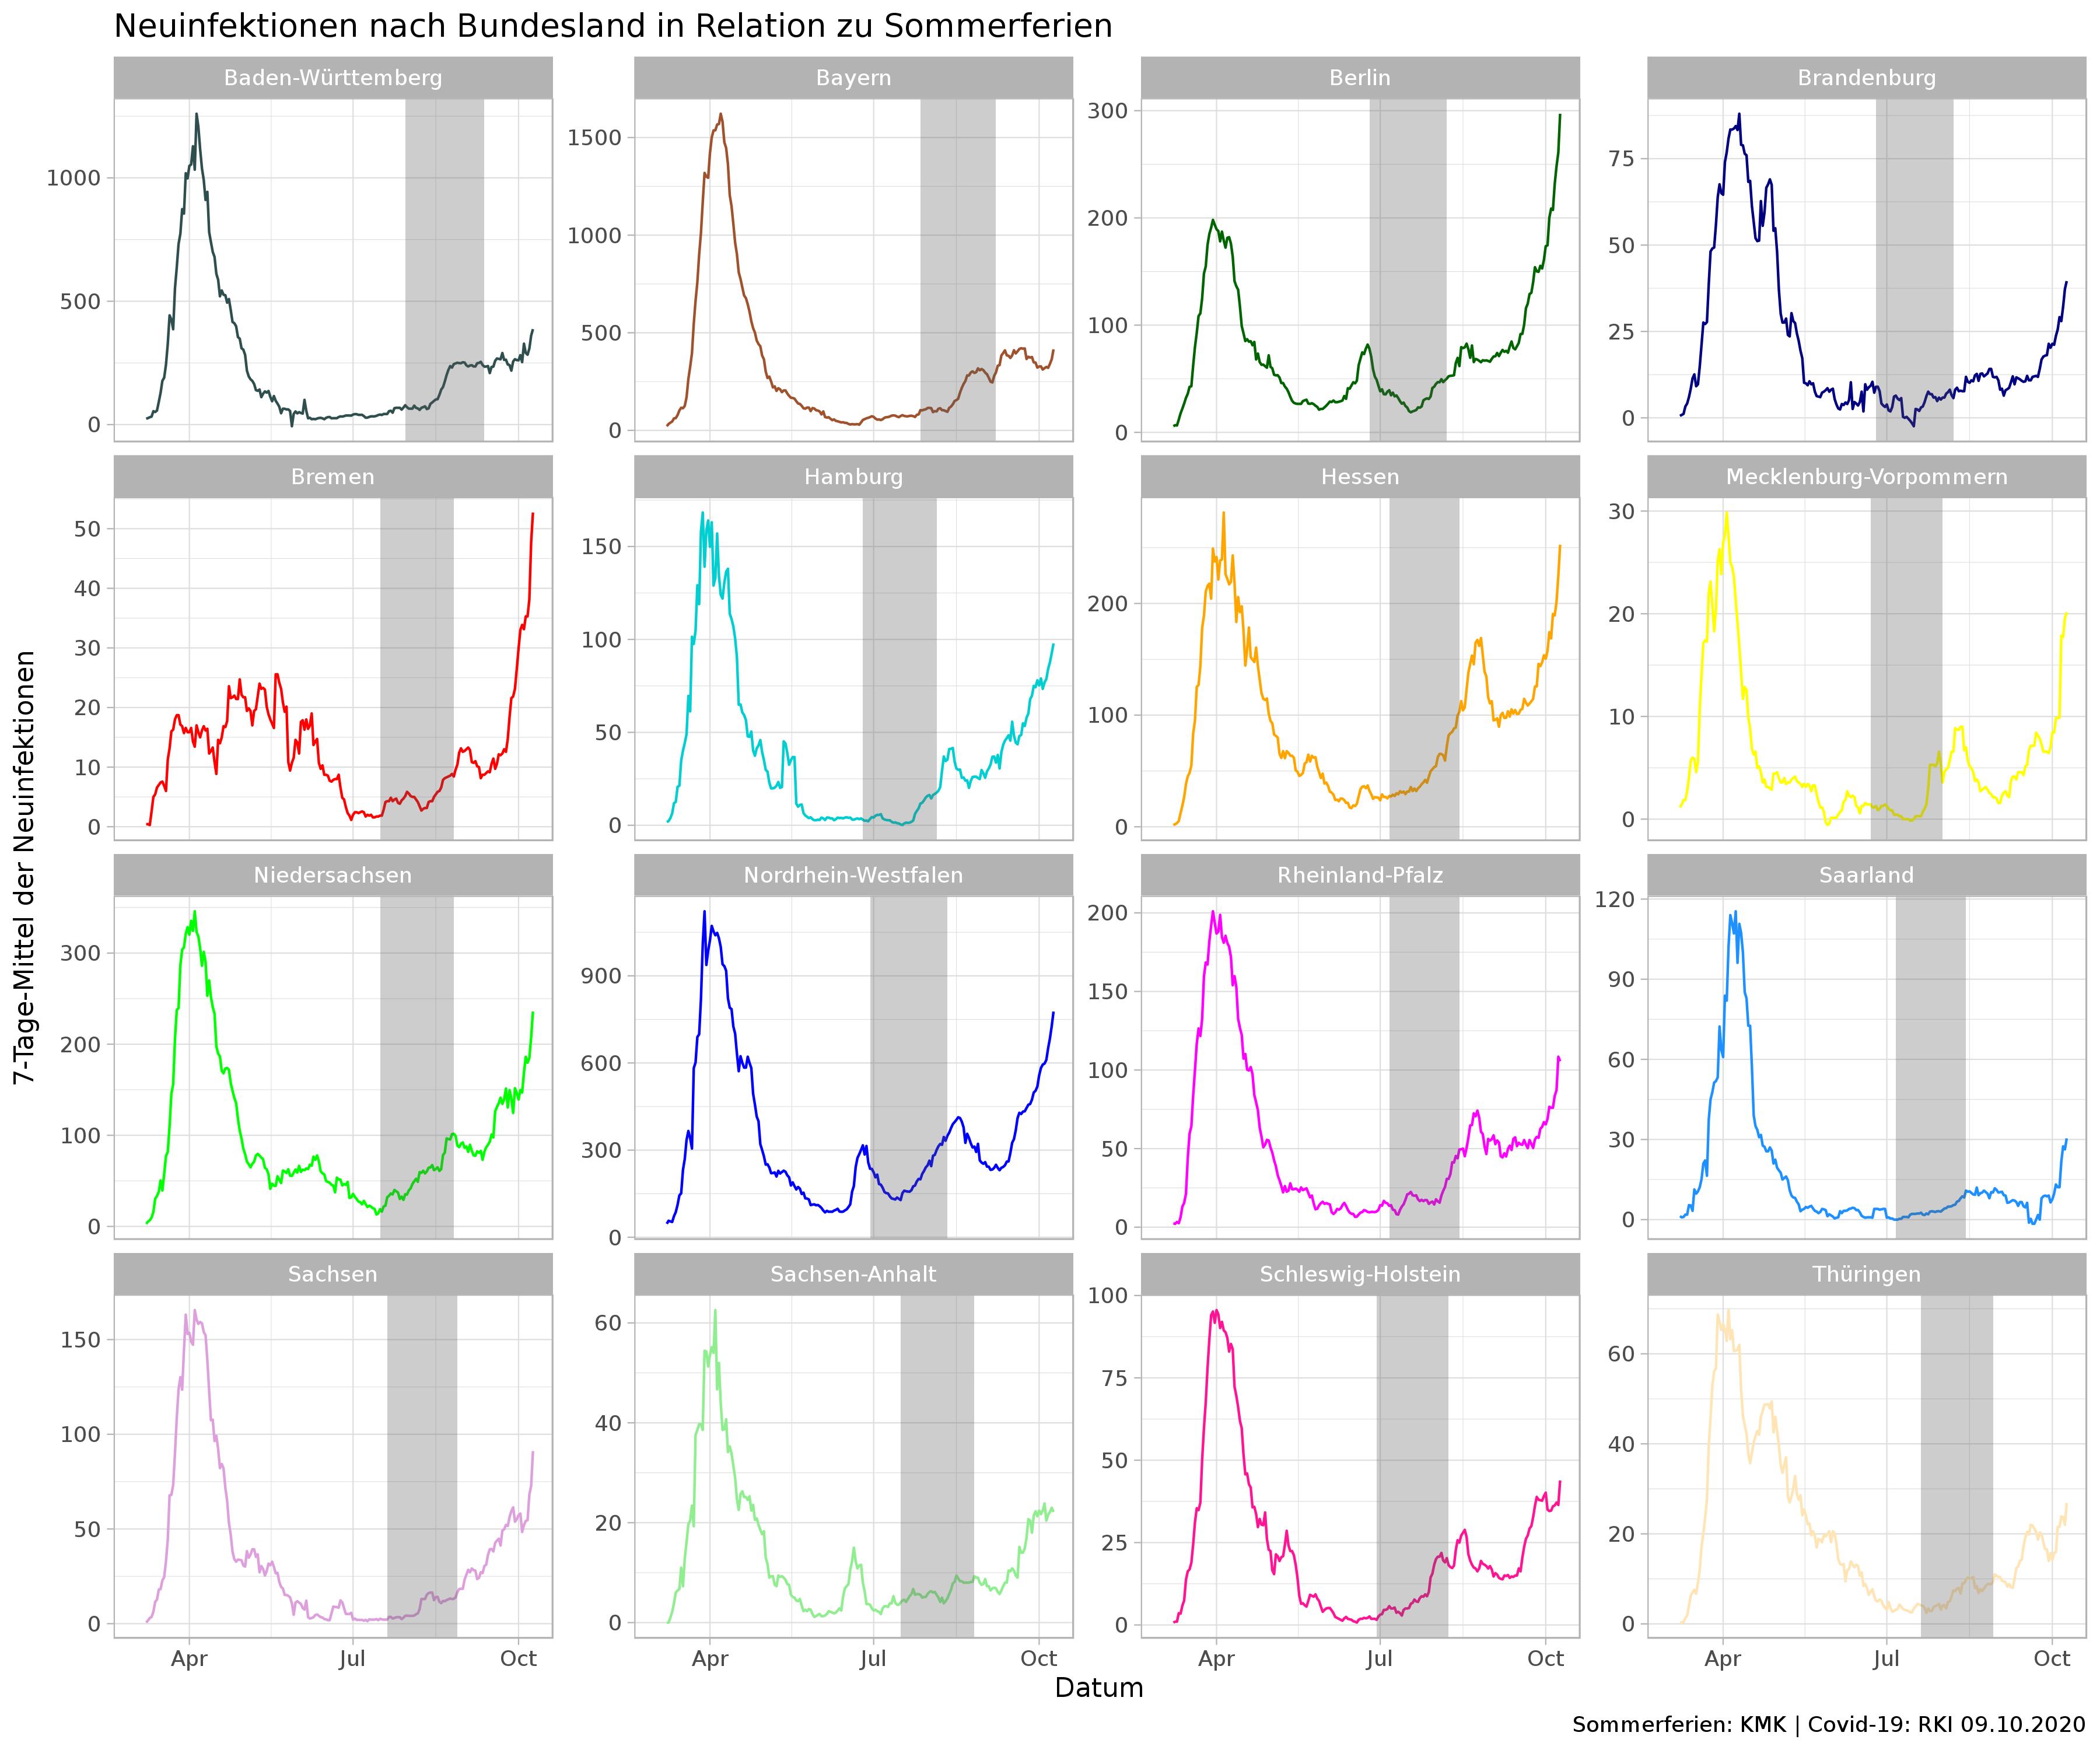 Neuinfektionen nach Bundesland in Relation zu Sommerferien
Baden-Württemberg
Bayern
Berlin
Brandenburg
1000
500
0
1500
1000
500
0
300
200
100
0
75
50
25
0
Bremen
Hamburg
Hessen
Mecklenburg-Vorpommern
50
40
30
20
10
0
150
100
50
0
200
100
0
30
20
10
0
7-Tage-Mittel der Neuinfektionen
Niedersachsen
Nordrhein-Westfalen
Rheinland-Pfalz
Saarland
300
200
100
0
900
600
300
0
200
150
100
50
0
120
90
60
30
0
Sachsen
Sachsen-Anhalt
Schleswig-Holstein
Thüringen
150
100
50
0
60
40
20
0
100
75
50
25
0
60
40
20
0
Apr Jul Oct
Apr Jul Oct
Apr Jul Oct
Apr Jul Oct
Datum
Sommerferien: KMK | Covid-19: RKI 09.10.2020